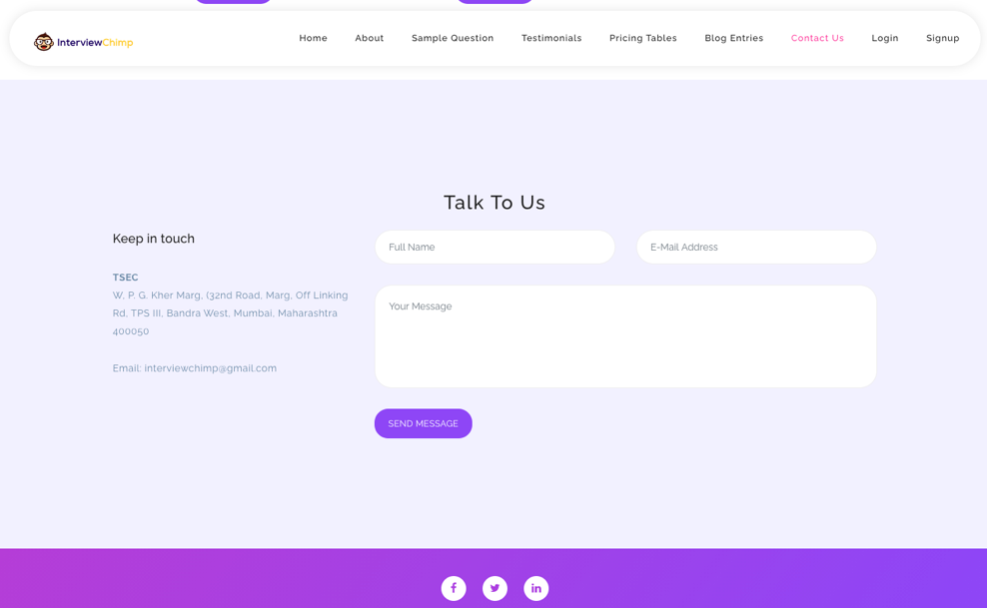 InterviewChimp
Home
About
Sample Question
Testimonials
Pricing Tables
Blog Entries
Contact Us
Login
Signup
Talk To Us
Keep in touch
TSEC
W. P. G. Kher Marg, (32nd Road, Marg, Off Linking
Rd, TPS III, Bandra West, Mumbai, Maharashtra
400050
Email: interviewchimp@gmail.com
Full Name
E-Mail Address
Your Message
SEND MESSAGE